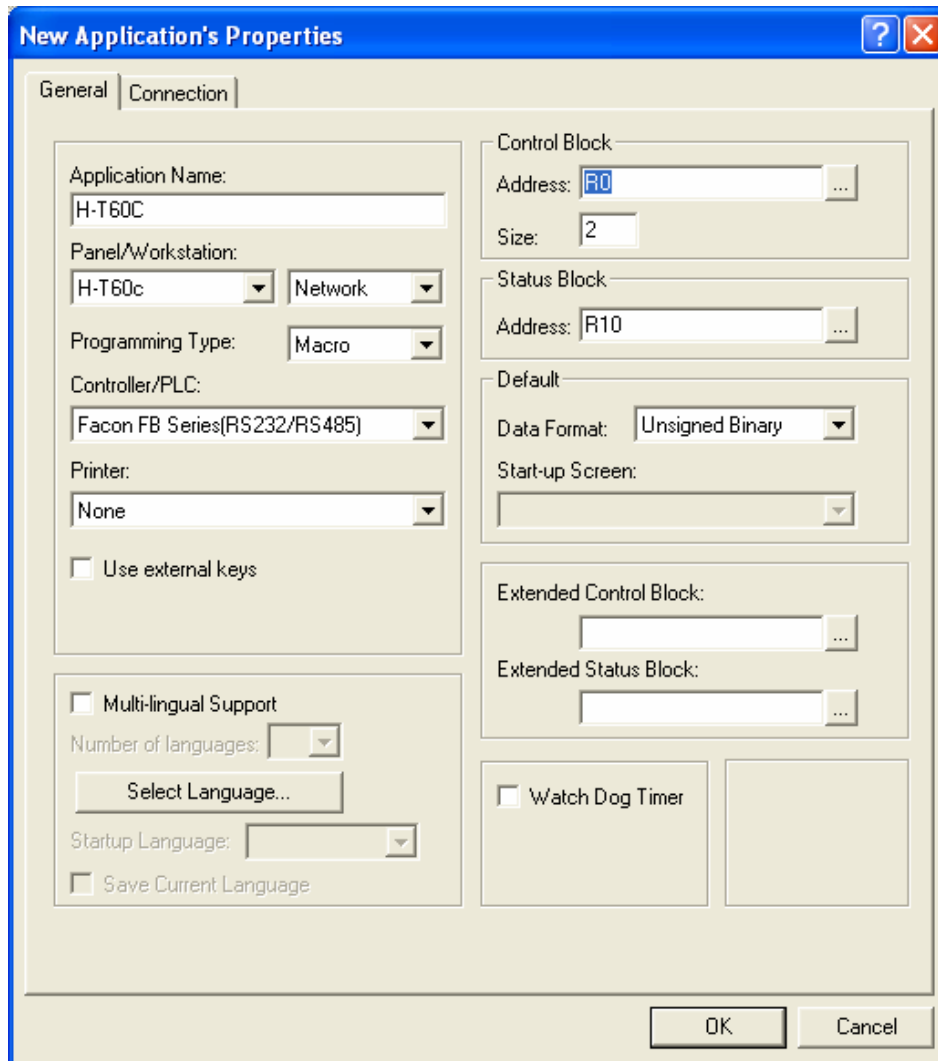 New Application's Properties
General
Connection
Application Name:
H-T60C
Panel/Workstation:
H-T60c
Network
Programming Type:
Macro
Controller/PLC:
Facon FB Series(RS232/RS485)
Printer:
None
Use external keys
Multi-lingual Support
Number of languages:
Select Language...
Startup Language:
Save Current Language
Control Block
Address:
R0
...
Size:
2
Status Block
Address:
R10
...
Default
Data Format:
Unsigned Binary
Start-up Screen:
Extended Control Block:
...
Extended Status Block:
...
Watch Dog Timer
OK
Cancel